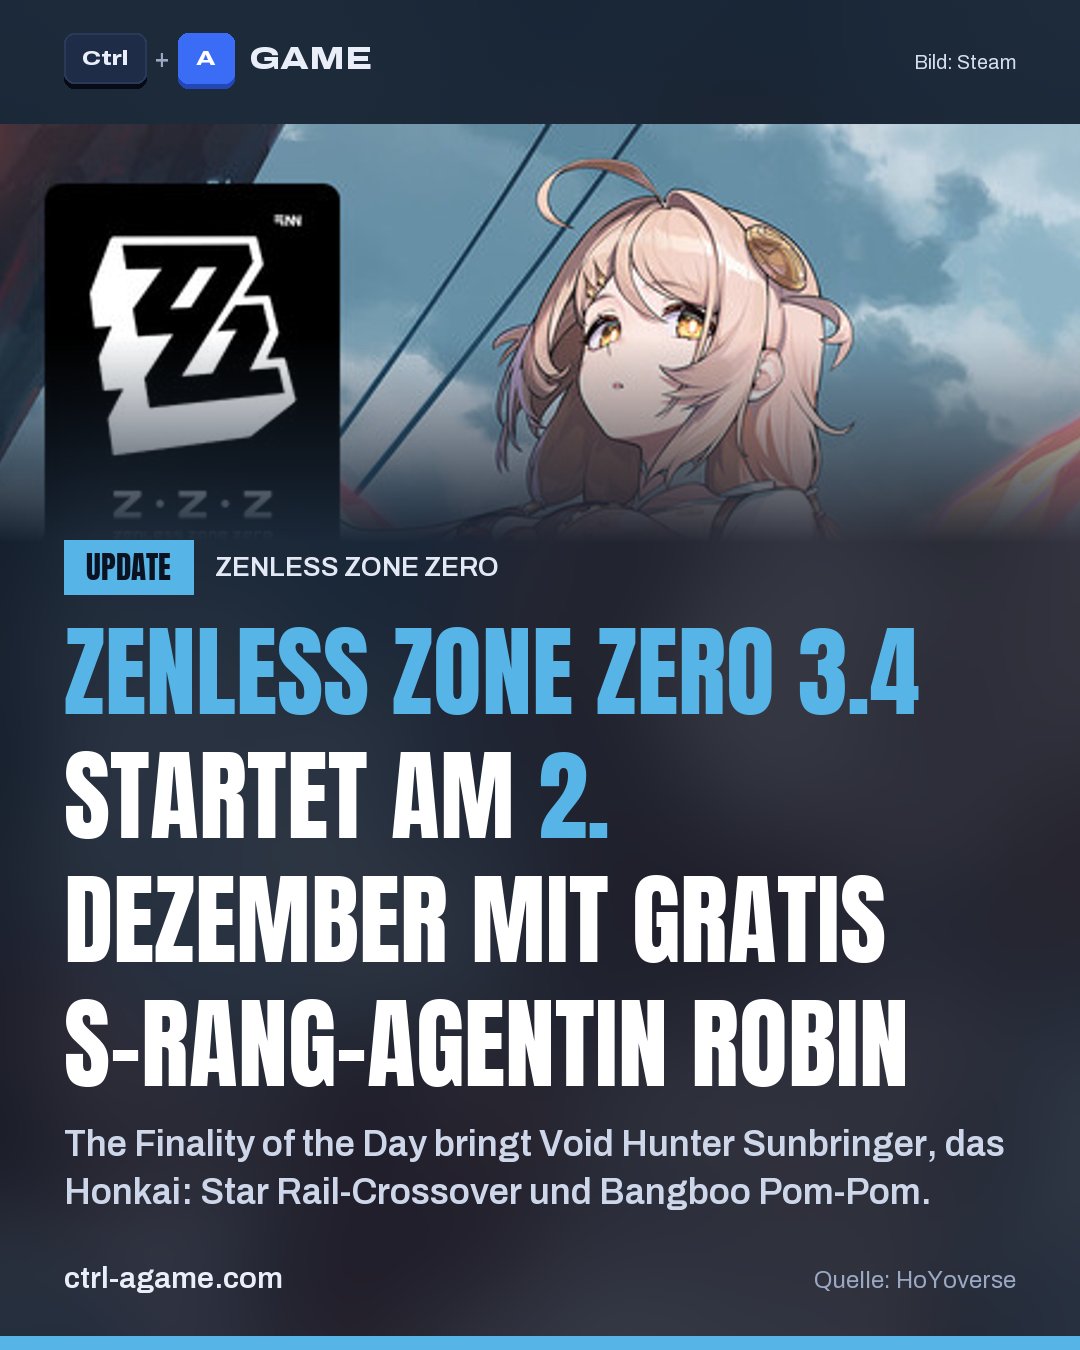 Ctrl + A GAME
Bild: Steam
Z·Z·Z
UPDATE ZENLESS ZONE ZERO
ZENLESS ZONE ZERO 3.4
STARTET AM 2.
DEZEMBER MIT GRATIS
S-RANG-AGENTIN ROBIN
The Finality of the Day bringt Void Hunter Sunbringer, das
Honkai: Star Rail-Crossover und Bangboo Pom-Pom.
ctrl-agame.com
Quelle: HoYoverse